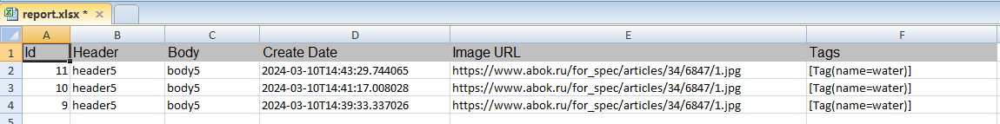 report.xlsx *
A B C D E F
1 Id Header Body Create Date Image URL Tags
2 11 header5 body5 2024-03-10T14:43:29.744065 https://www.abok.ru/for_spec/articles/34/6847/1.jpg [Tag(name=water)]
3 10 header5 body5 2024-03-10T14:41:17.008028 https://www.abok.ru/for_spec/articles/34/6847/1.jpg [Tag(name=water)]
4 9 header5 body5 2024-03-10T14:39:33.337026 https://www.abok.ru/for_spec/articles/34/6847/1.jpg [Tag(name=water)]
5